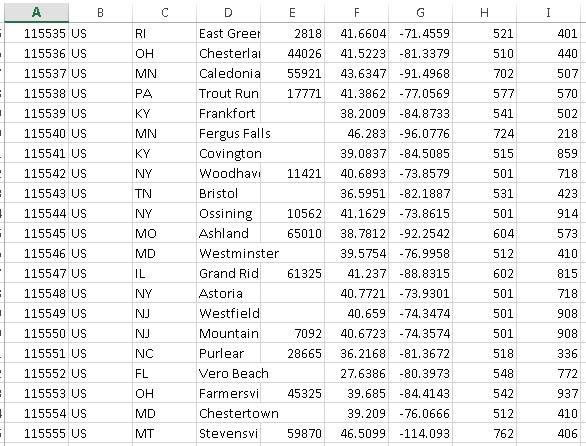 A B C D E F G H I
115535 US RI East Green 2818 41.6604 -71.4559 521 401
115536 US OH Chesterla 44026 41.5223 -81.3379 510 440
115537 US MN Caledonia 55921 43.6347 -91.4968 702 507
115538 US PA Trout Run 17771 41.3862 -77.0569 577 570
115539 US KY Frankfort 38.2009 -84.8733 541 502
115540 US MN Fergus Falls 46.283 -96.0776 724 218
115541 US KY Covington 39.0837 -84.5085 515 859
115542 US NY Woodhav 11421 40.6893 -73.8579 501 718
115543 US TN Bristol 36.5951 -82.1887 531 423
115544 US NY Ossining 10562 41.1629 -73.8615 501 914
115545 US MO Ashland 65010 38.7812 -92.2542 604 573
115546 US MD Westminster 39.5754 -76.9958 512 410
115547 US IL Grand Rid 61325 41.237 -88.8315 602 815
115548 US NY Astoria 40.7721 -73.9301 501 718
115549 US NJ Westfield 40.659 -74.3474 501 908
115550 US NJ Mountain 7092 40.6723 -74.3574 501 908
115551 US NC Purlear 28665 36.2168 -81.3672 518 336
115552 US FL Vero Beach 27.6386 -80.3973 548 772
115553 US OH Farmersvi 45325 39.685 -84.4143 542 937
115554 US MD Chestertown 39.209 -76.0666 512 410
115555 US MT Stevensvi 59870 46.5099 -114.093 762 406